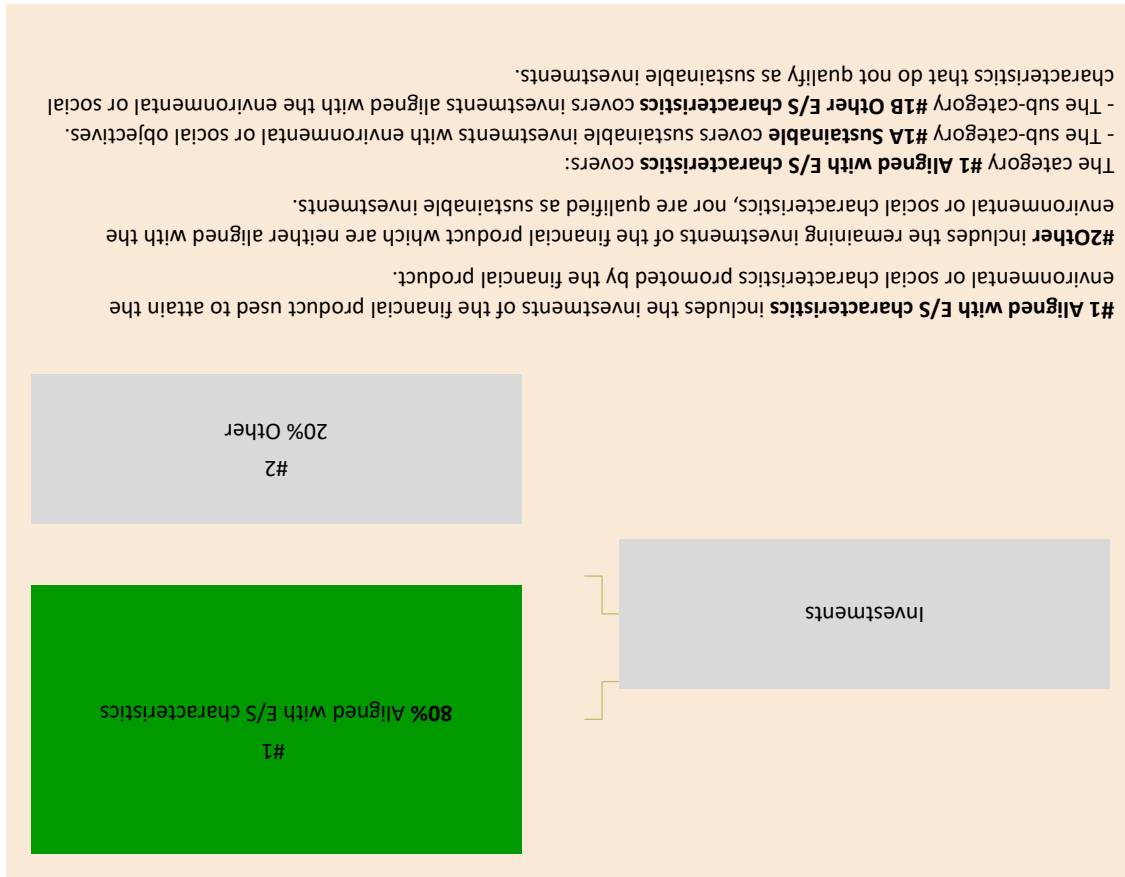 #1
80% Aligned with E/S characteristics
Investments
#2
20% Other
#1 Aligned with E/S characteristics includes the investments of the financial product used to attain the
environmental or social characteristics promoted by the financial product.
#2Other includes the remaining investments of the financial product which are neither aligned with the
environmental or social characteristics, nor are qualified as sustainable investments.
The category #1 Aligned with E/S characteristics covers:
- The sub-category #1A Sustainable covers sustainable investments with environmental or social objectives.
- The sub-category #1B Other E/S characteristics covers investments aligned with the environmental or social
characteristics that do not qualify as sustainable investments.